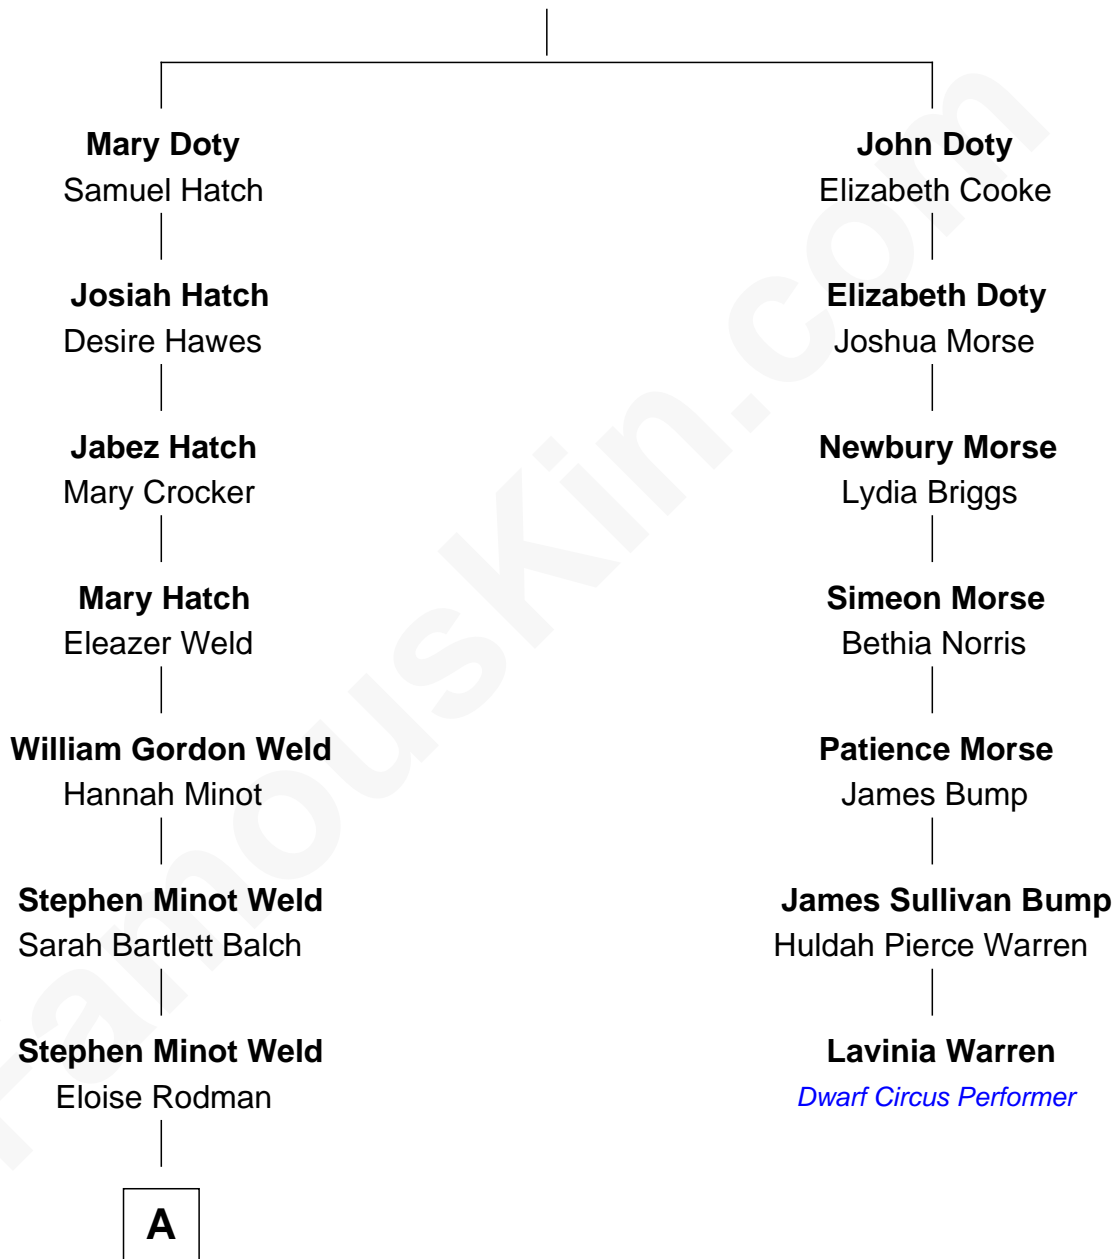 Mary Doty
Samuel Hatch
Josiah Hatch
Desire Hawes
Jabez Hatch
Mary Crocker
Mary Hatch
Eleazer Weld
William Gordon Weld
Hannah Minot
Stephen Minot Weld
Sarah Bartlett Balch
Stephen Minot Weld
Eloise Rodman
A
John Doty
Elizabeth Cooke
Elizabeth Doty
Joshua Morse
Newbury Morse
Lydia Briggs
Simeon Morse
Bethia Norris
Patience Morse
James Bump
James Sullivan Bump
Huldah Pierce Warren
Lavinia Warren
Dwarf Circus Performer
FamousKin.com